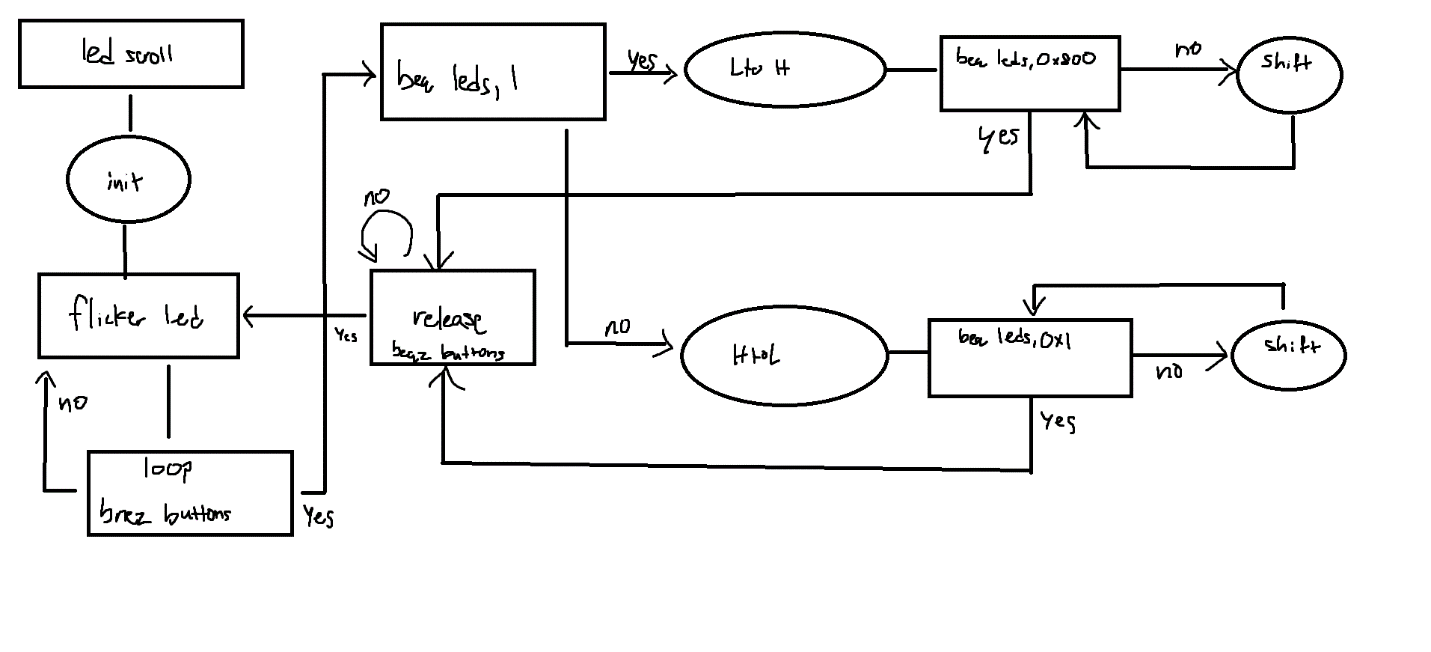 led scroll
init
flicker led
no
loop
bnez buttons
yes
beq leds, 1
yes
L to H
beq leds, 0x800
no
shift
yes
no
release
beqz buttons
yes
no
H to L
beq leds, 0x1
no
shift
yes